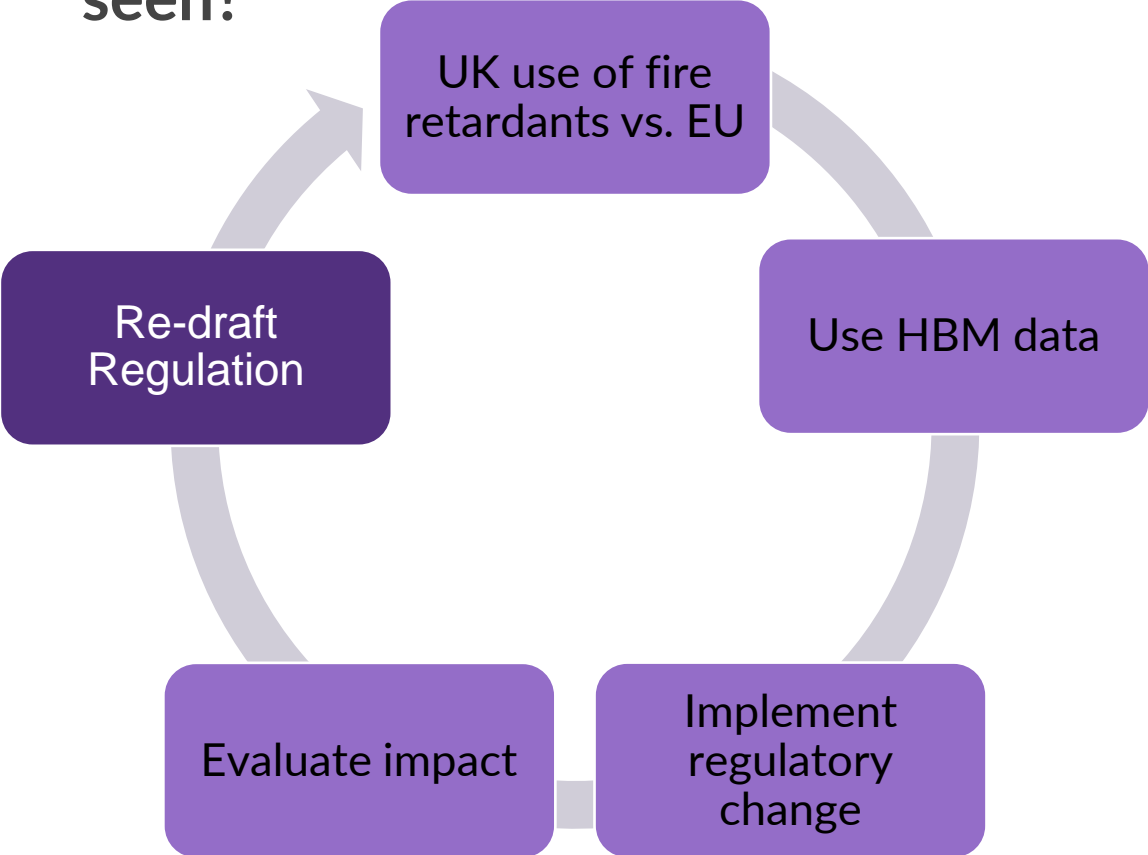 seen?
UK use of fire
retardants vs. EU
Use HBM data
Implement
regulatory
change
Evaluate impact
Re-draft
Regulation